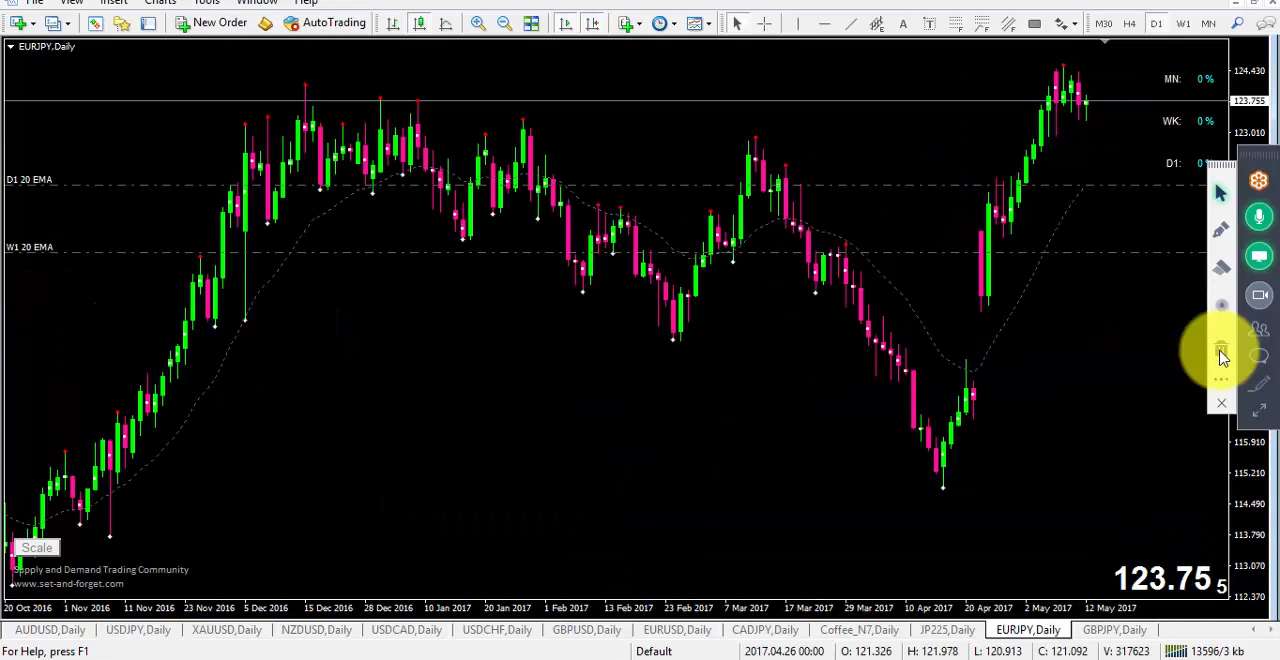 File View Insert Charts Tools Window Help
New Order AutoTrading M30 H4 D1 W1 MN
EURJPY,Daily
124.430
MN: 0 %
123.755
WK: 0 %
123.010
D1: 0 %
D1 20 EMA
W1 20 EMA
115.910
115.210
114.490
Scale
113.790
Supply and Demand Trading Community
113.070
www.set-and-forget.com
123.75 5
112.370
20 Oct 2016 1 Nov 2016 11 Nov 2016 23 Nov 2016 5 Dec 2016 15 Dec 2016 28 Dec 2016 10 Jan 2017 20 Jan 2017 1 Feb 2017 13 Feb 2017 23 Feb 2017 7 Mar 2017 17 Mar 2017 29 Mar 2017 10 Apr 2017 20 Apr 2017 2 May 2017 12 May 2017
AUDUSD,Daily USDJPY,Daily XAUUSD,Daily NZDUSD,Daily USDCAD,Daily USDCHF,Daily GBPUSD,Daily EURUSD,Daily CADJPY,Daily Coffee_N7,Daily JP225,Daily EURJPY,Daily GBPJPY,Daily
For Help, press F1 Default 2017.04.26 00:00 O: 121.326 H: 121.978 L: 120.913 C: 121.092 V: 317623 13596/3 kb